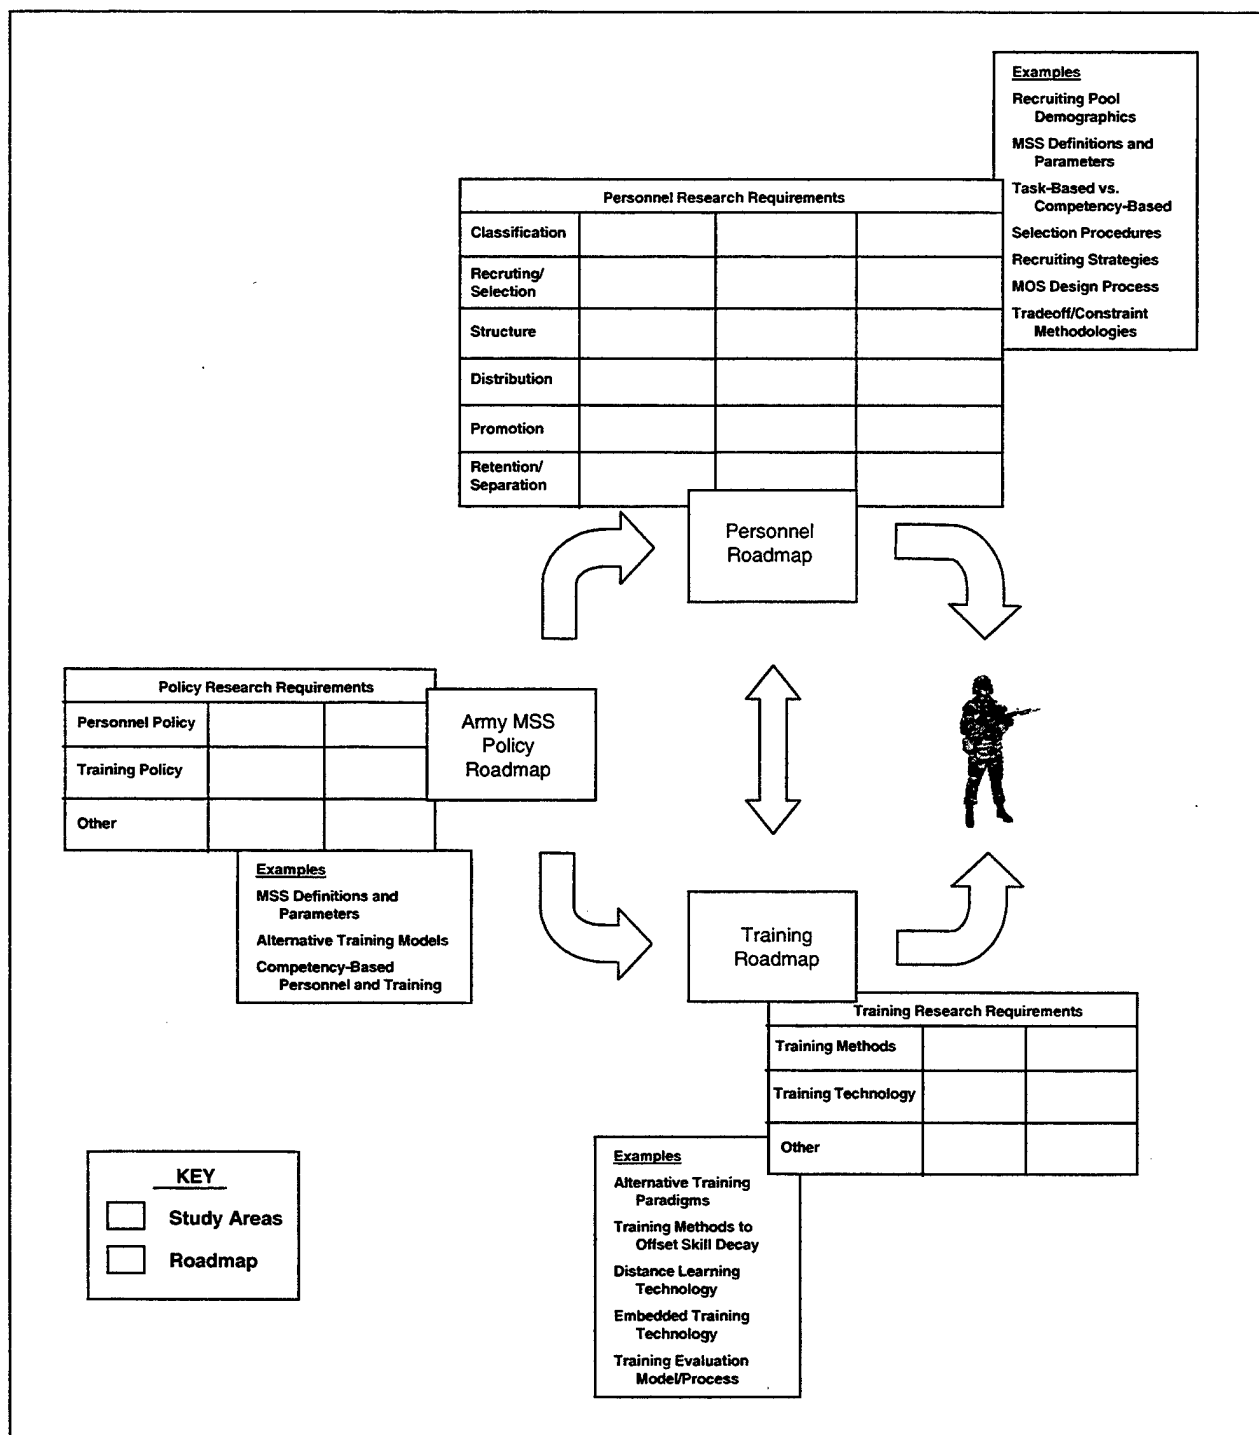 Examples
Recruiting Pool
Demographics
MSS Definitions and
Parameters
Task-Based vs.
Competency-Based
Selection Procedures
Recruiting Strategies
MOS Design Process
Tradeoff/Constraint
Methodologies
Personnel Research Requirements
Classification
Recruting/
Selection
Structure
Distribution
Promotion
Retention/
Separation
Personnel
Roadmap
Policy Research Requirements
Personnel Policy
Training Policy
Other
Army MSS
Policy
Roadmap
Examples
MSS Definitions and
Parameters
Alternative Training Models
Competency-Based
Personnel and Training
Training
Roadmap
Training Research Requirements
Training Methods
Training Technology
Other
Examples
Alternative Training
Paradigms
Training Methods to
Offset Skill Decay
Distance Learning
Technology
Embedded Training
Technology
Training Evaluation
Model/Process
KEY
Study Areas
Roadmap